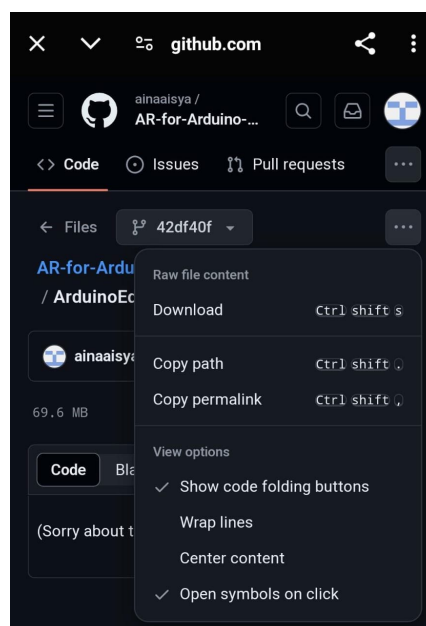 github.com
ainaaisya /
AR-for-Arduino-...
Code Issues Pull requests
Files 42df40f
AR-for-Ardu
/ ArduinoEd
Raw file content
Download Ctrl shift s
ainaaisya
Copy path Ctrl shift .
Copy permalink Ctrl shift ,
69.6 MB
View options
Code Bla
Show code folding buttons
Wrap lines
(Sorry about t
Center content
Open symbols on click